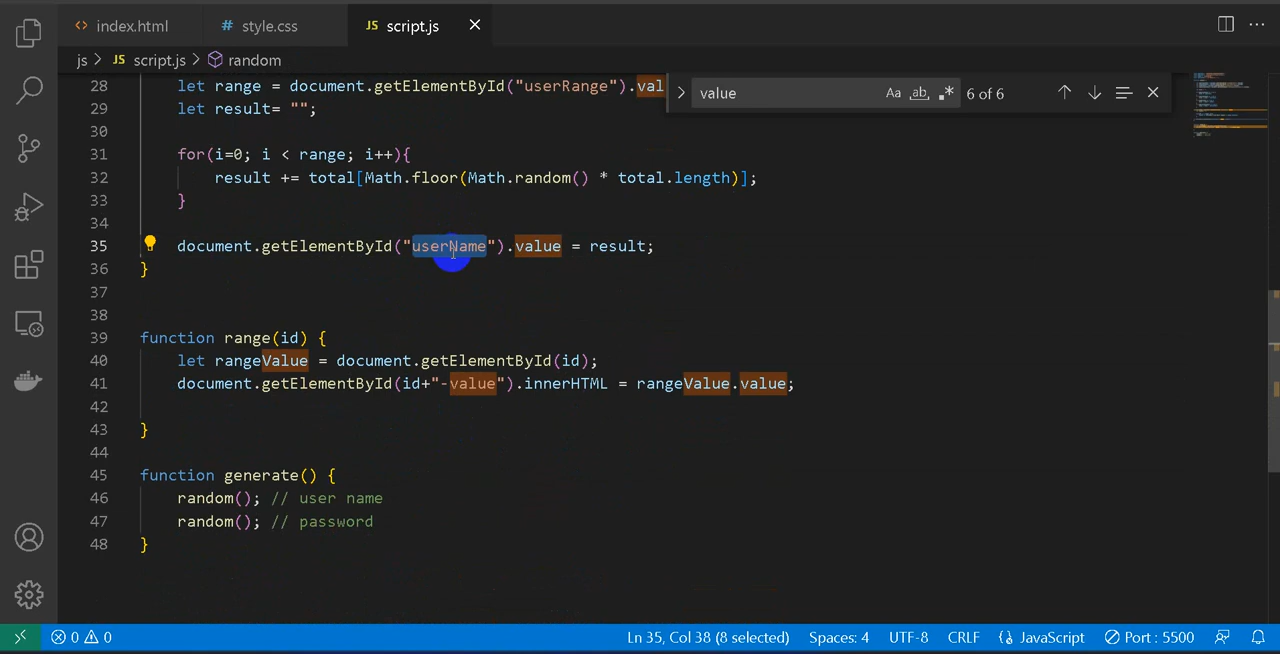 index.html
style.css
JS script.js
js > JS script.js > random
value Aa ab 6 of 6
28 let range = document.getElementById("userRange").val
29 let result= "";
30
31 for(i=0; i < range; i++){
32 result += total[Math.floor(Math.random() * total.length)];
33 }
34
35 document.getElementById("userName").value = result;
36 }
37
38
39 function range(id) {
40 let rangeValue = document.getElementById(id);
41 document.getElementById(id+"-value").innerHTML = rangeValue.value;
42
43 }
44
45 function generate() {
46 random(); // user name
47 random(); // password
48 }
0 0 Ln 35, Col 38 (8 selected) Spaces: 4 UTF-8 CRLF JavaScript Port : 5500